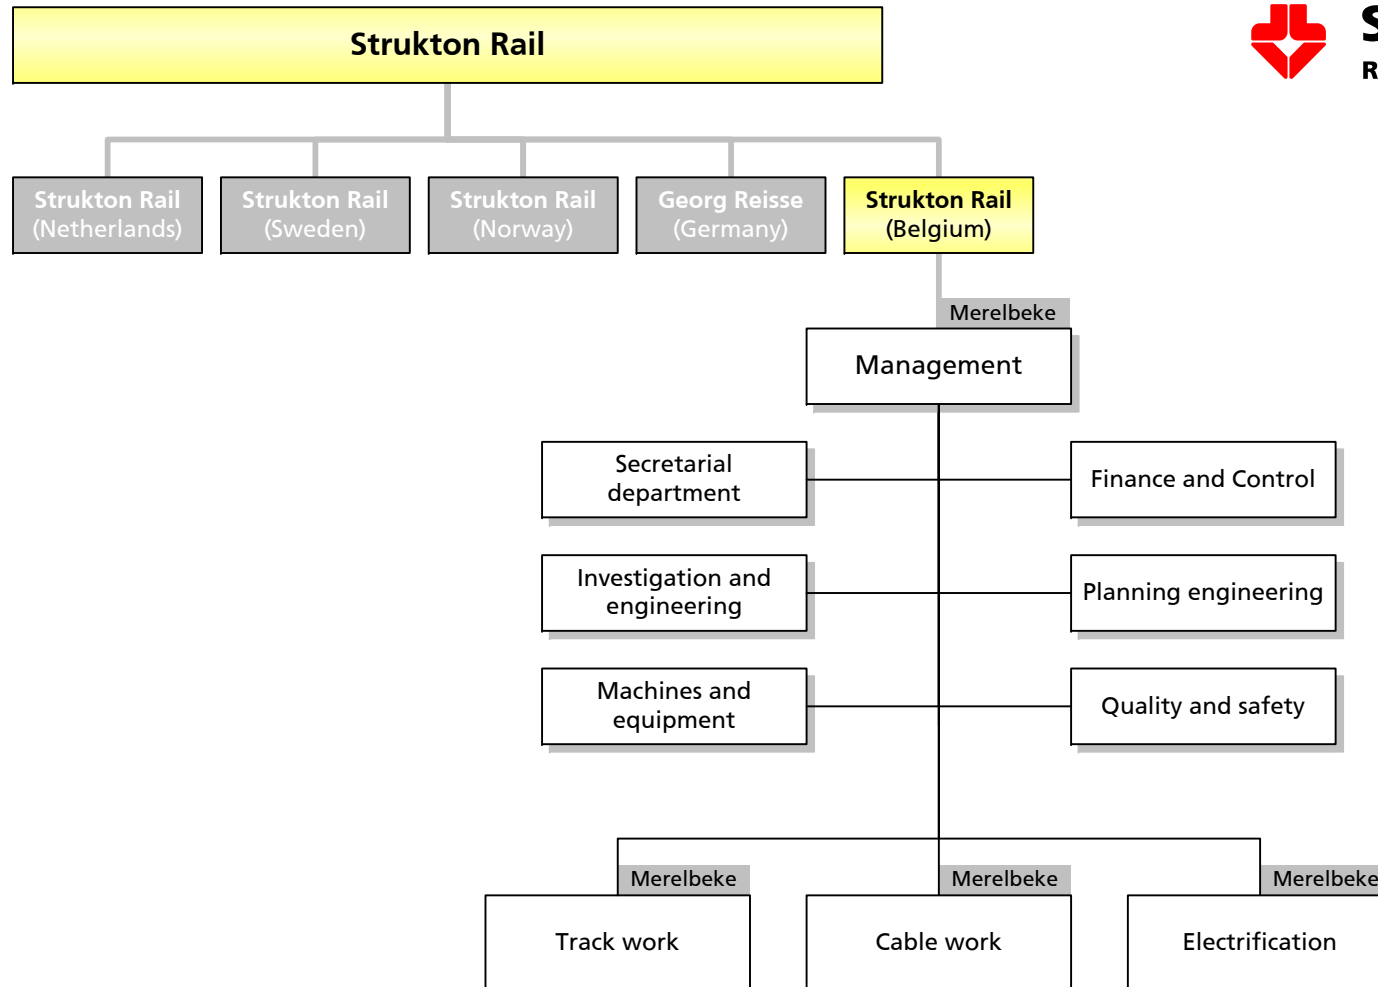 Strukton Rail
S
R
Strukton Rail
(Netherlands)
Strukton Rail
(Sweden)
Strukton Rail
(Norway)
Georg Reisse
(Germany)
Strukton Rail
(Belgium)
Merelbeke
Management
Secretarial
department
Finance and Control
Investigation and
engineering
Planning engineering
Machines and
equipment
Quality and safety
Merelbeke
Merelbeke
Merelbeke
Track work
Cable work
Electrification